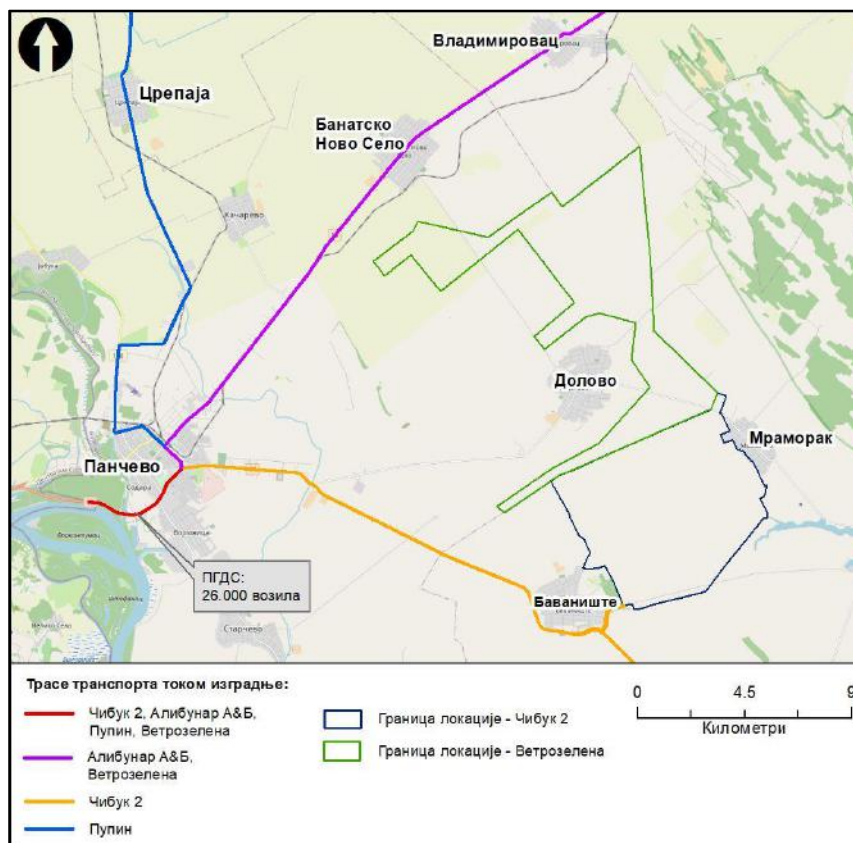 Владимировац
Црепаја
Банатско
Ново Село
Качарево
Долово
Мраморак
Панчево
ПГДС:
26.000 возила
Старчево
Баваниште
Трасе транспорта током изградње:
Чибук 2, Алибунар А&Б,
Пупин, Ветрозелена
Алибунар А&Б,
Ветрозелена
Чибук 2
Пупин
Граница локације - Чибук 2
Граница локације - Ветрозелена
0 4.5 9
Километри